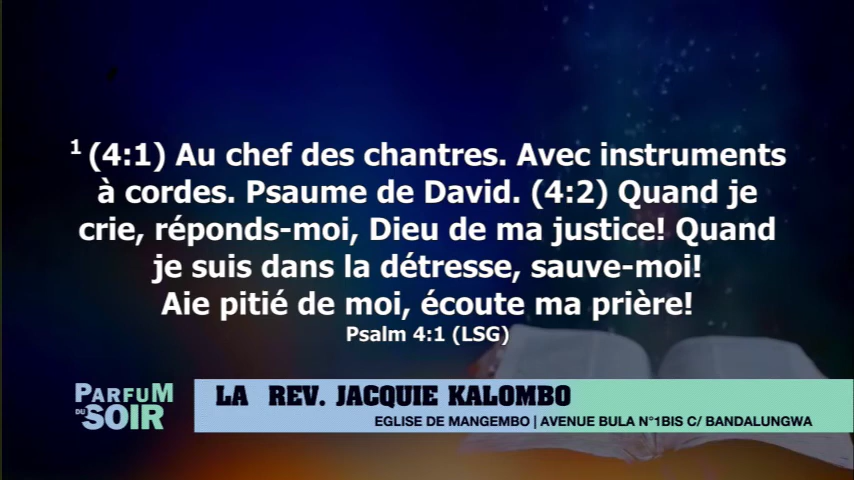 1 (4:1) Au chef des chantres. Avec instruments
à cordes. Psaume de David. (4:2) Quand je
crie, réponds-moi, Dieu de ma justice! Quand
je suis dans la détresse, sauve-moi!
Aie pitié de moi, écoute ma prière!
Psalm 4:1 (LSG)
PARFUM
DU SOIR
LA REV. JACQUIE KALOMBO
EGLISE DE MANGEMBO | AVENUE BULA N°1BIS C/ BANDALUNGWA